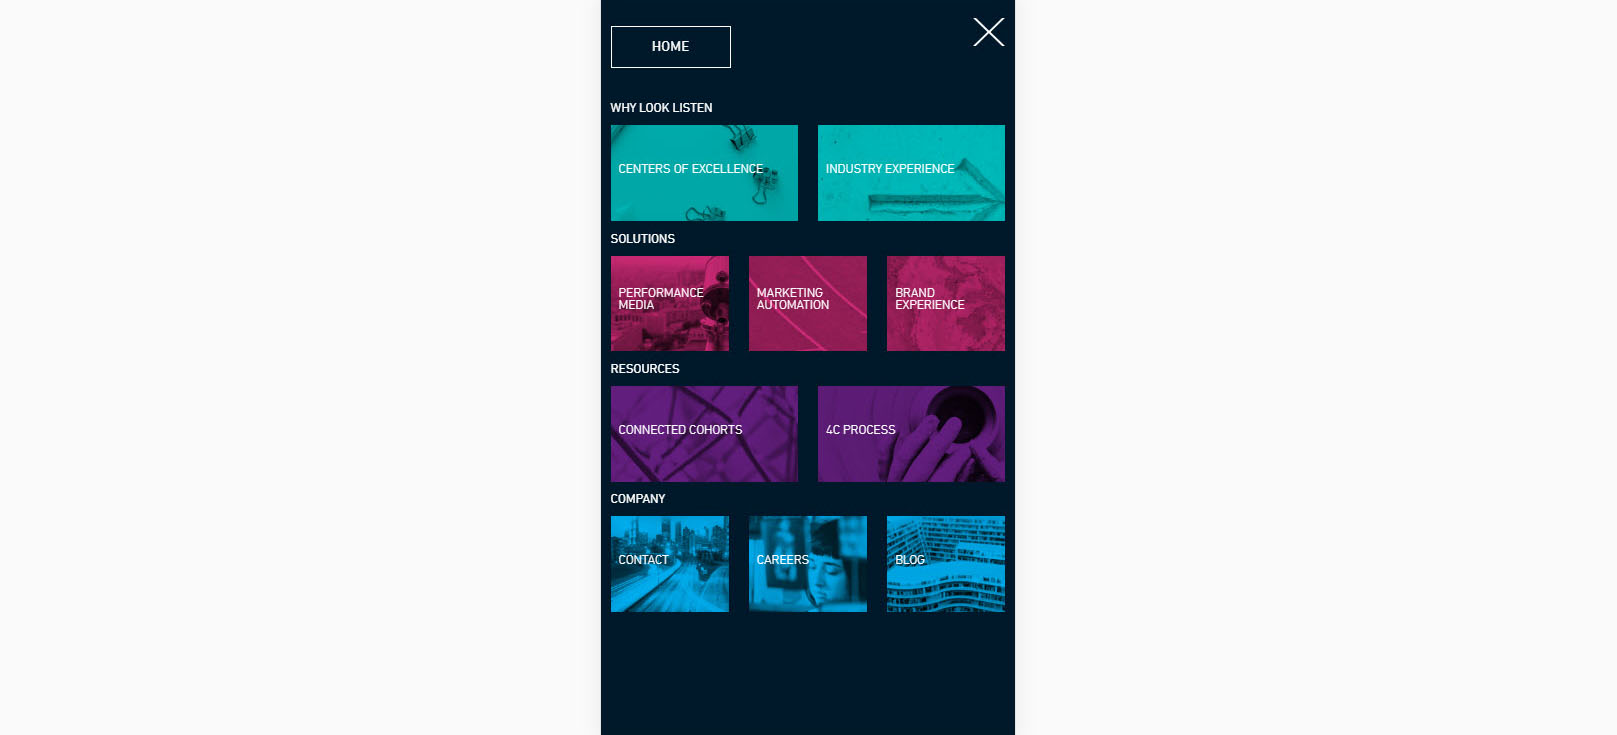 HOME
WHY LOOK LISTEN
CENTERS OF EXCELLENCE
INDUSTRY EXPERIENCE
SOLUTIONS
PERFORMANCE
MEDIA
MARKETING
AUTOMATION
BRAND
EXPERIENCE
RESOURCES
CONNECTED COHORTS
4C PROCESS
COMPANY
CONTACT
CAREERS
BLOG